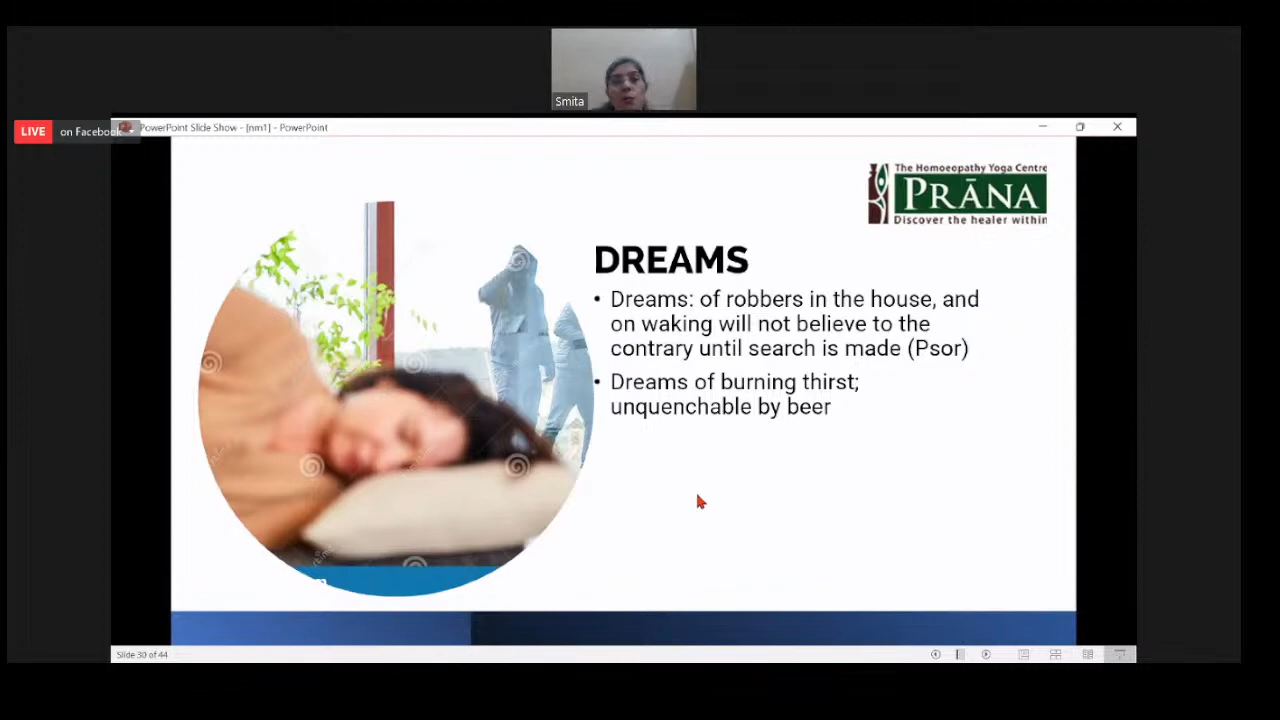 Smita
LIVE on Facebook
PowerPoint Slide Show - [nm1] - PowerPoint
The Homoeopathy Yoga Centre
PRĀNA
Discover the healer within
DREAMS
• Dreams: of robbers in the house, and
on waking will not believe to the
contrary until search is made (Psor)
• Dreams of burning thirst;
unquenchable by beer
Slide 30 of 44